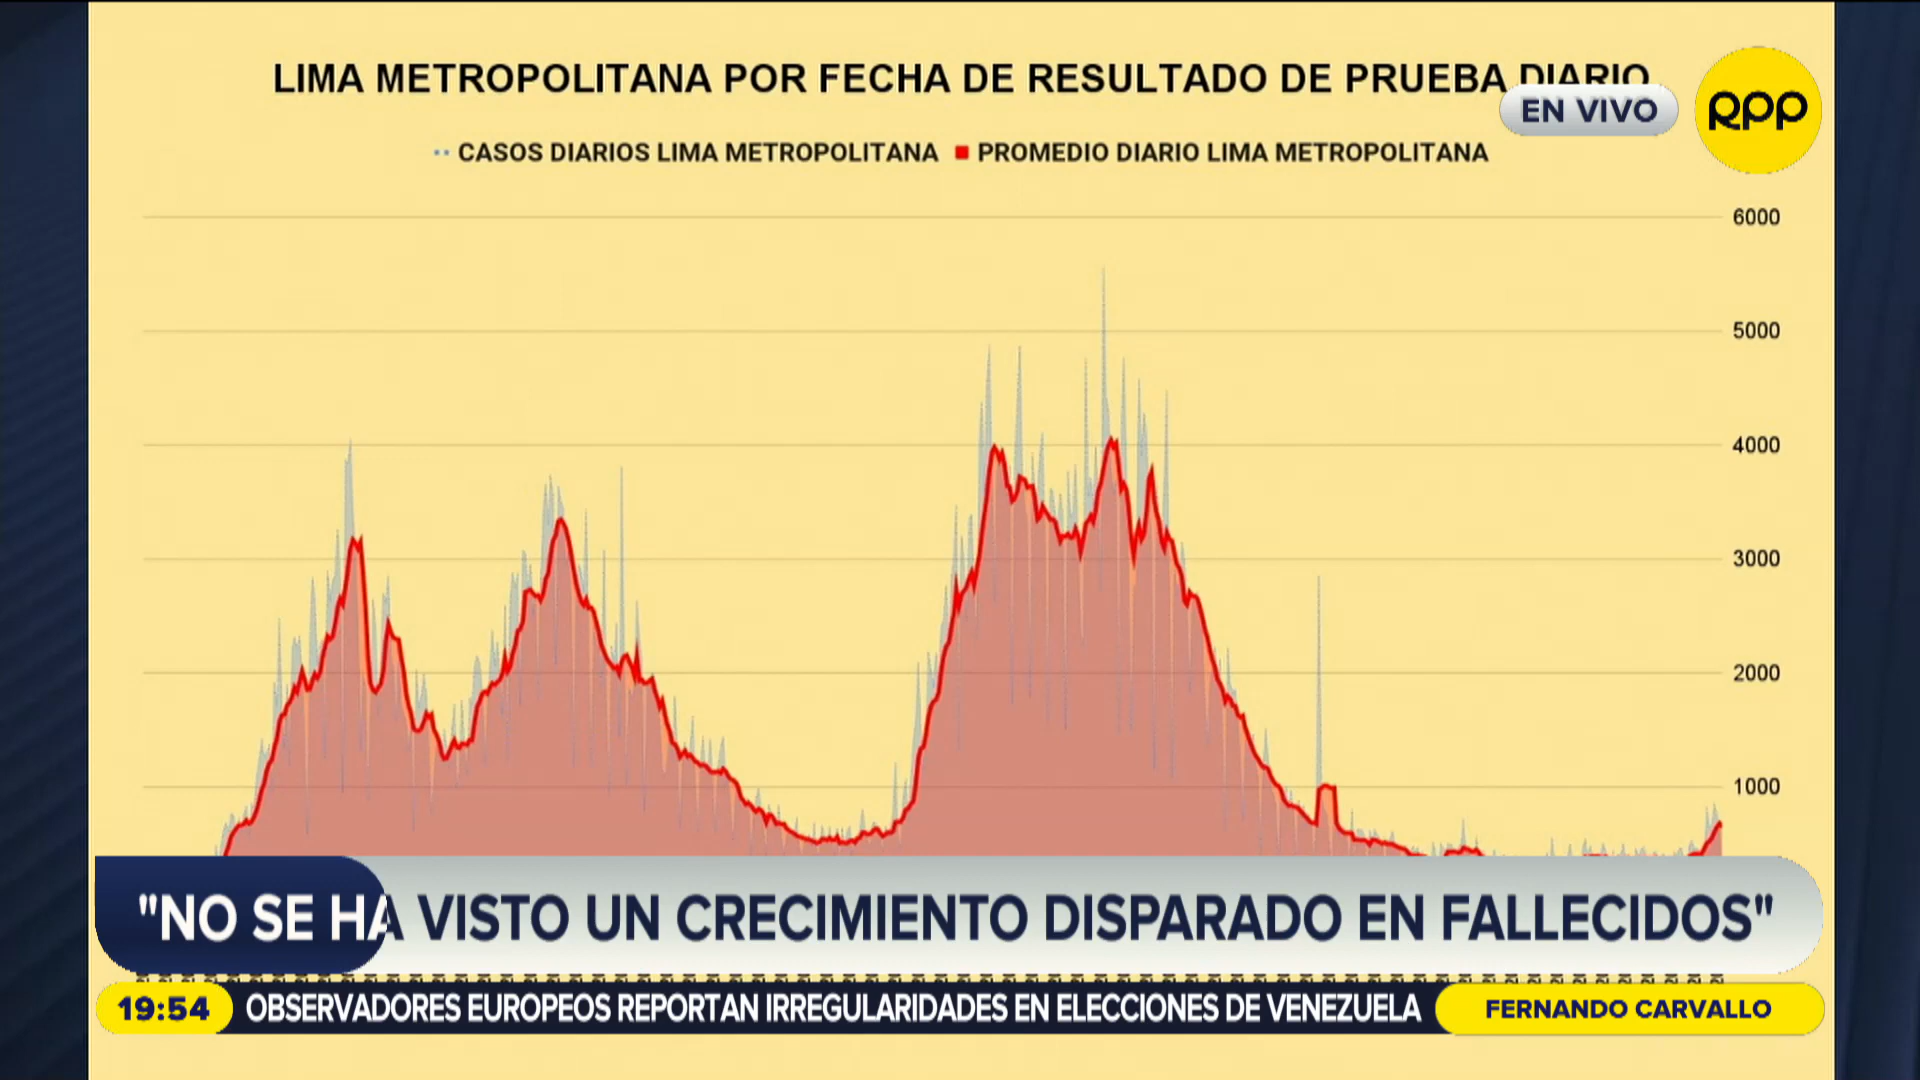 LIMA METROPOLITANA POR FECHA DE RESULTADO DE PRUEBA DIARIO
EN VIVO
rpp
CASOS DIARIOS LIMA METROPOLITANA
PROMEDIO DIARIO LIMA METROPOLITANA
6000
5000
4000
3000
2000
1000
"NO SE HA VISTO UN CRECIMIENTO DISPARADO EN FALLECIDOS"
19:54
OBSERVADORES EUROPEOS REPORTAN IRREGULARIDADES EN ELECCIONES DE VENEZUELA
FERNANDO CARVALLO